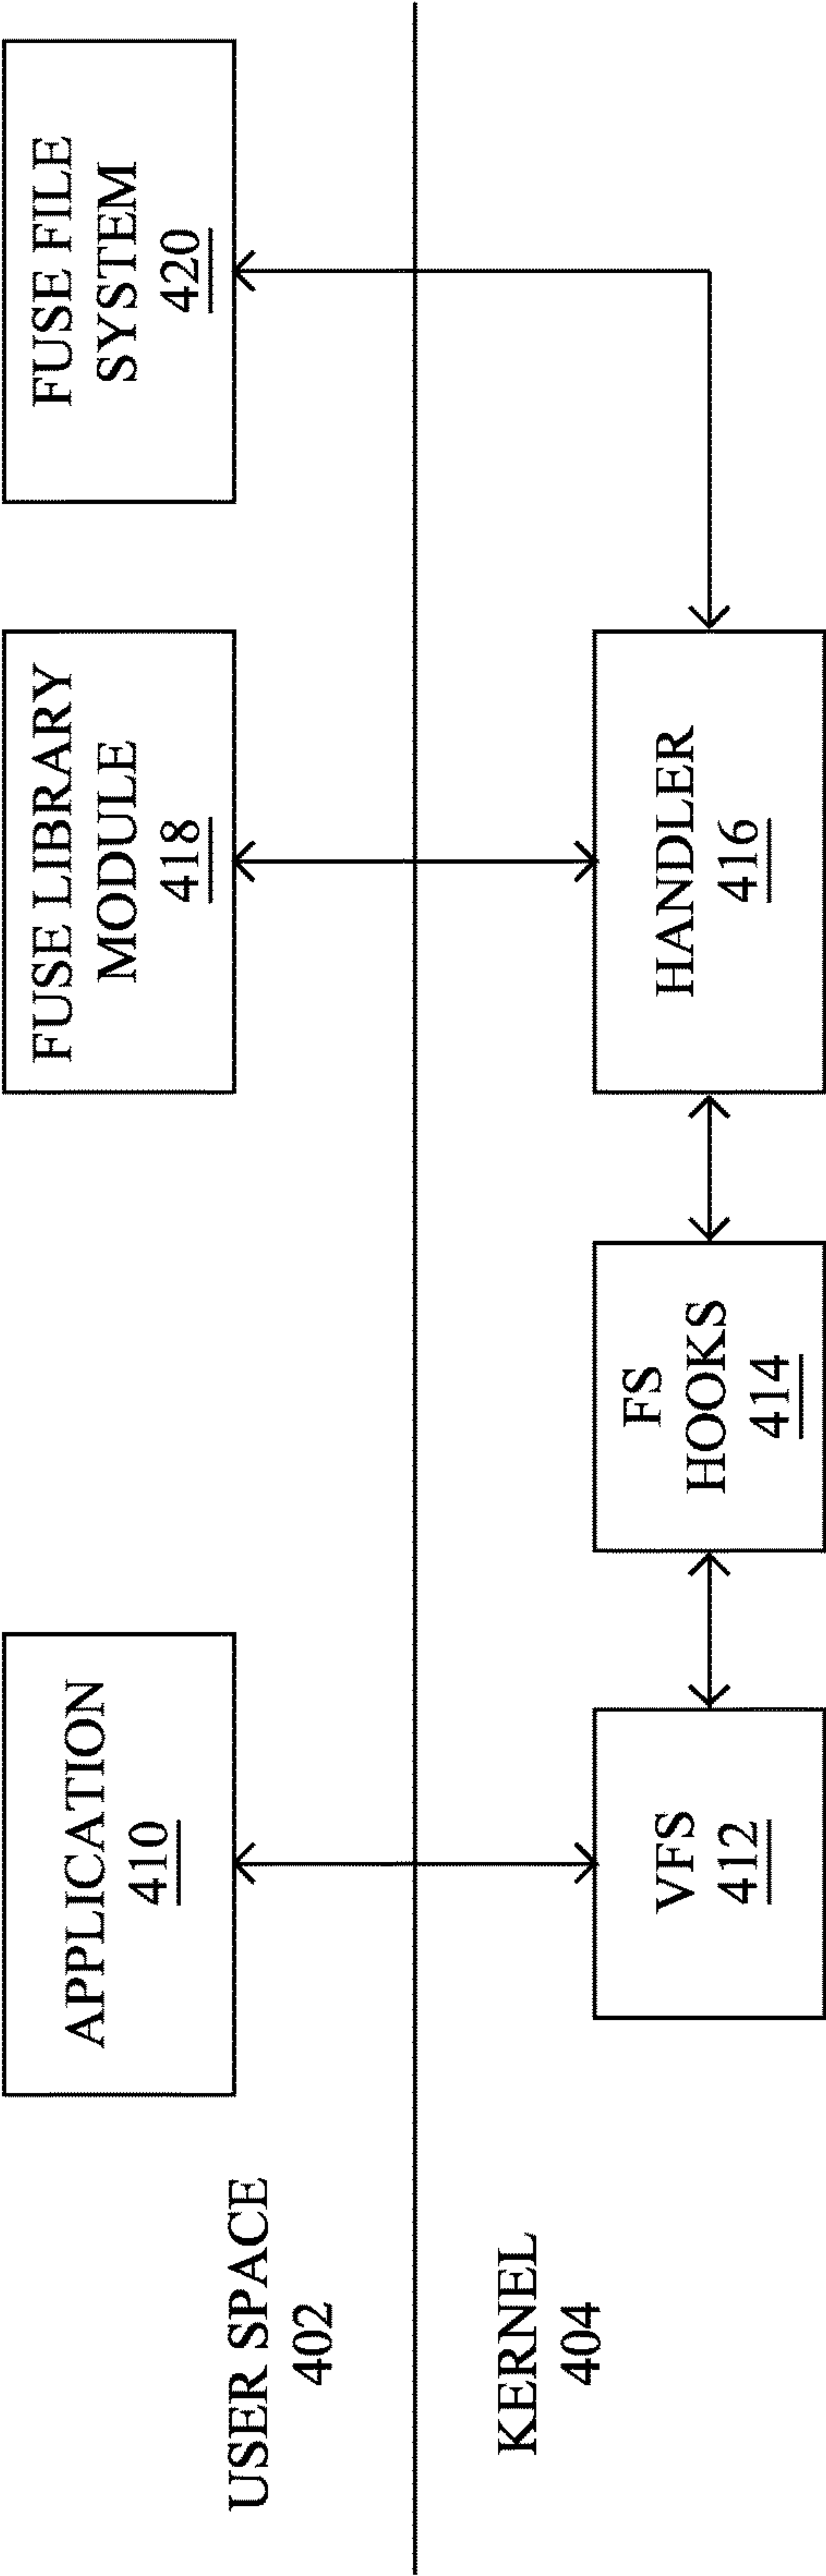 APPLICATION
410
FUSE LIBRARY
MODULE
418
FUSE FILE
SYSTEM
420
USER SPACE
402
KERNEL
404
VFS
412
FS
HOOKS
414
HANDLER
416